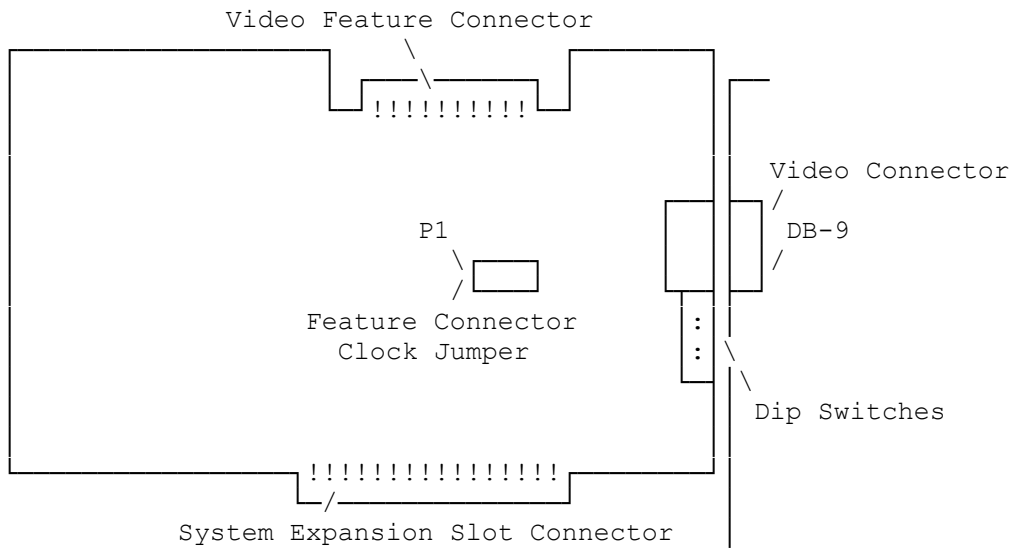 Video Feature Connector
!!!!!!!!!!
Video Connector
P1
DB-9
Feature Connector
Clock Jumper
:
:
Dip Switches
!!!!!!!!!!!!!!!!
System Expansion Slot Connector